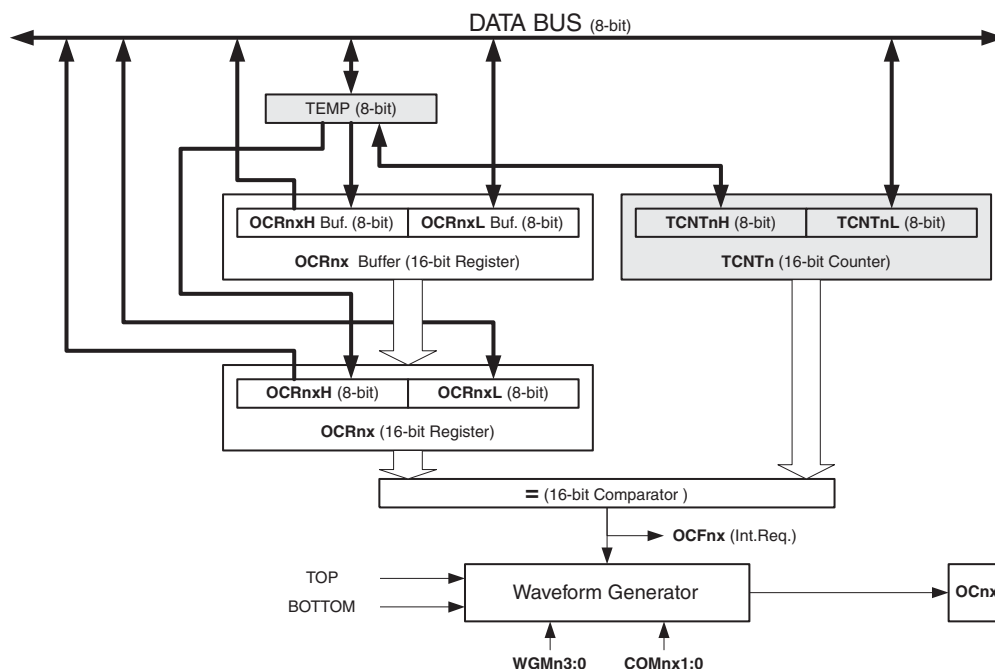 DATA BUS (8-bit)
TEMP (8-bit)
OCRnxH Buf. (8-bit) OCRnxL Buf. (8-bit)
OCRnx Buffer (16-bit Register)
TCNTnH (8-bit) TCNTnL (8-bit)
TCNTn (16-bit Counter)
OCRnxH (8-bit) OCRnxL (8-bit)
OCRnx (16-bit Register)
= (16-bit Comparator )
OCFnx (Int.Req.)
TOP
BOTTOM
Waveform Generator
OCnx
WGMn3:0 COMnx1:0